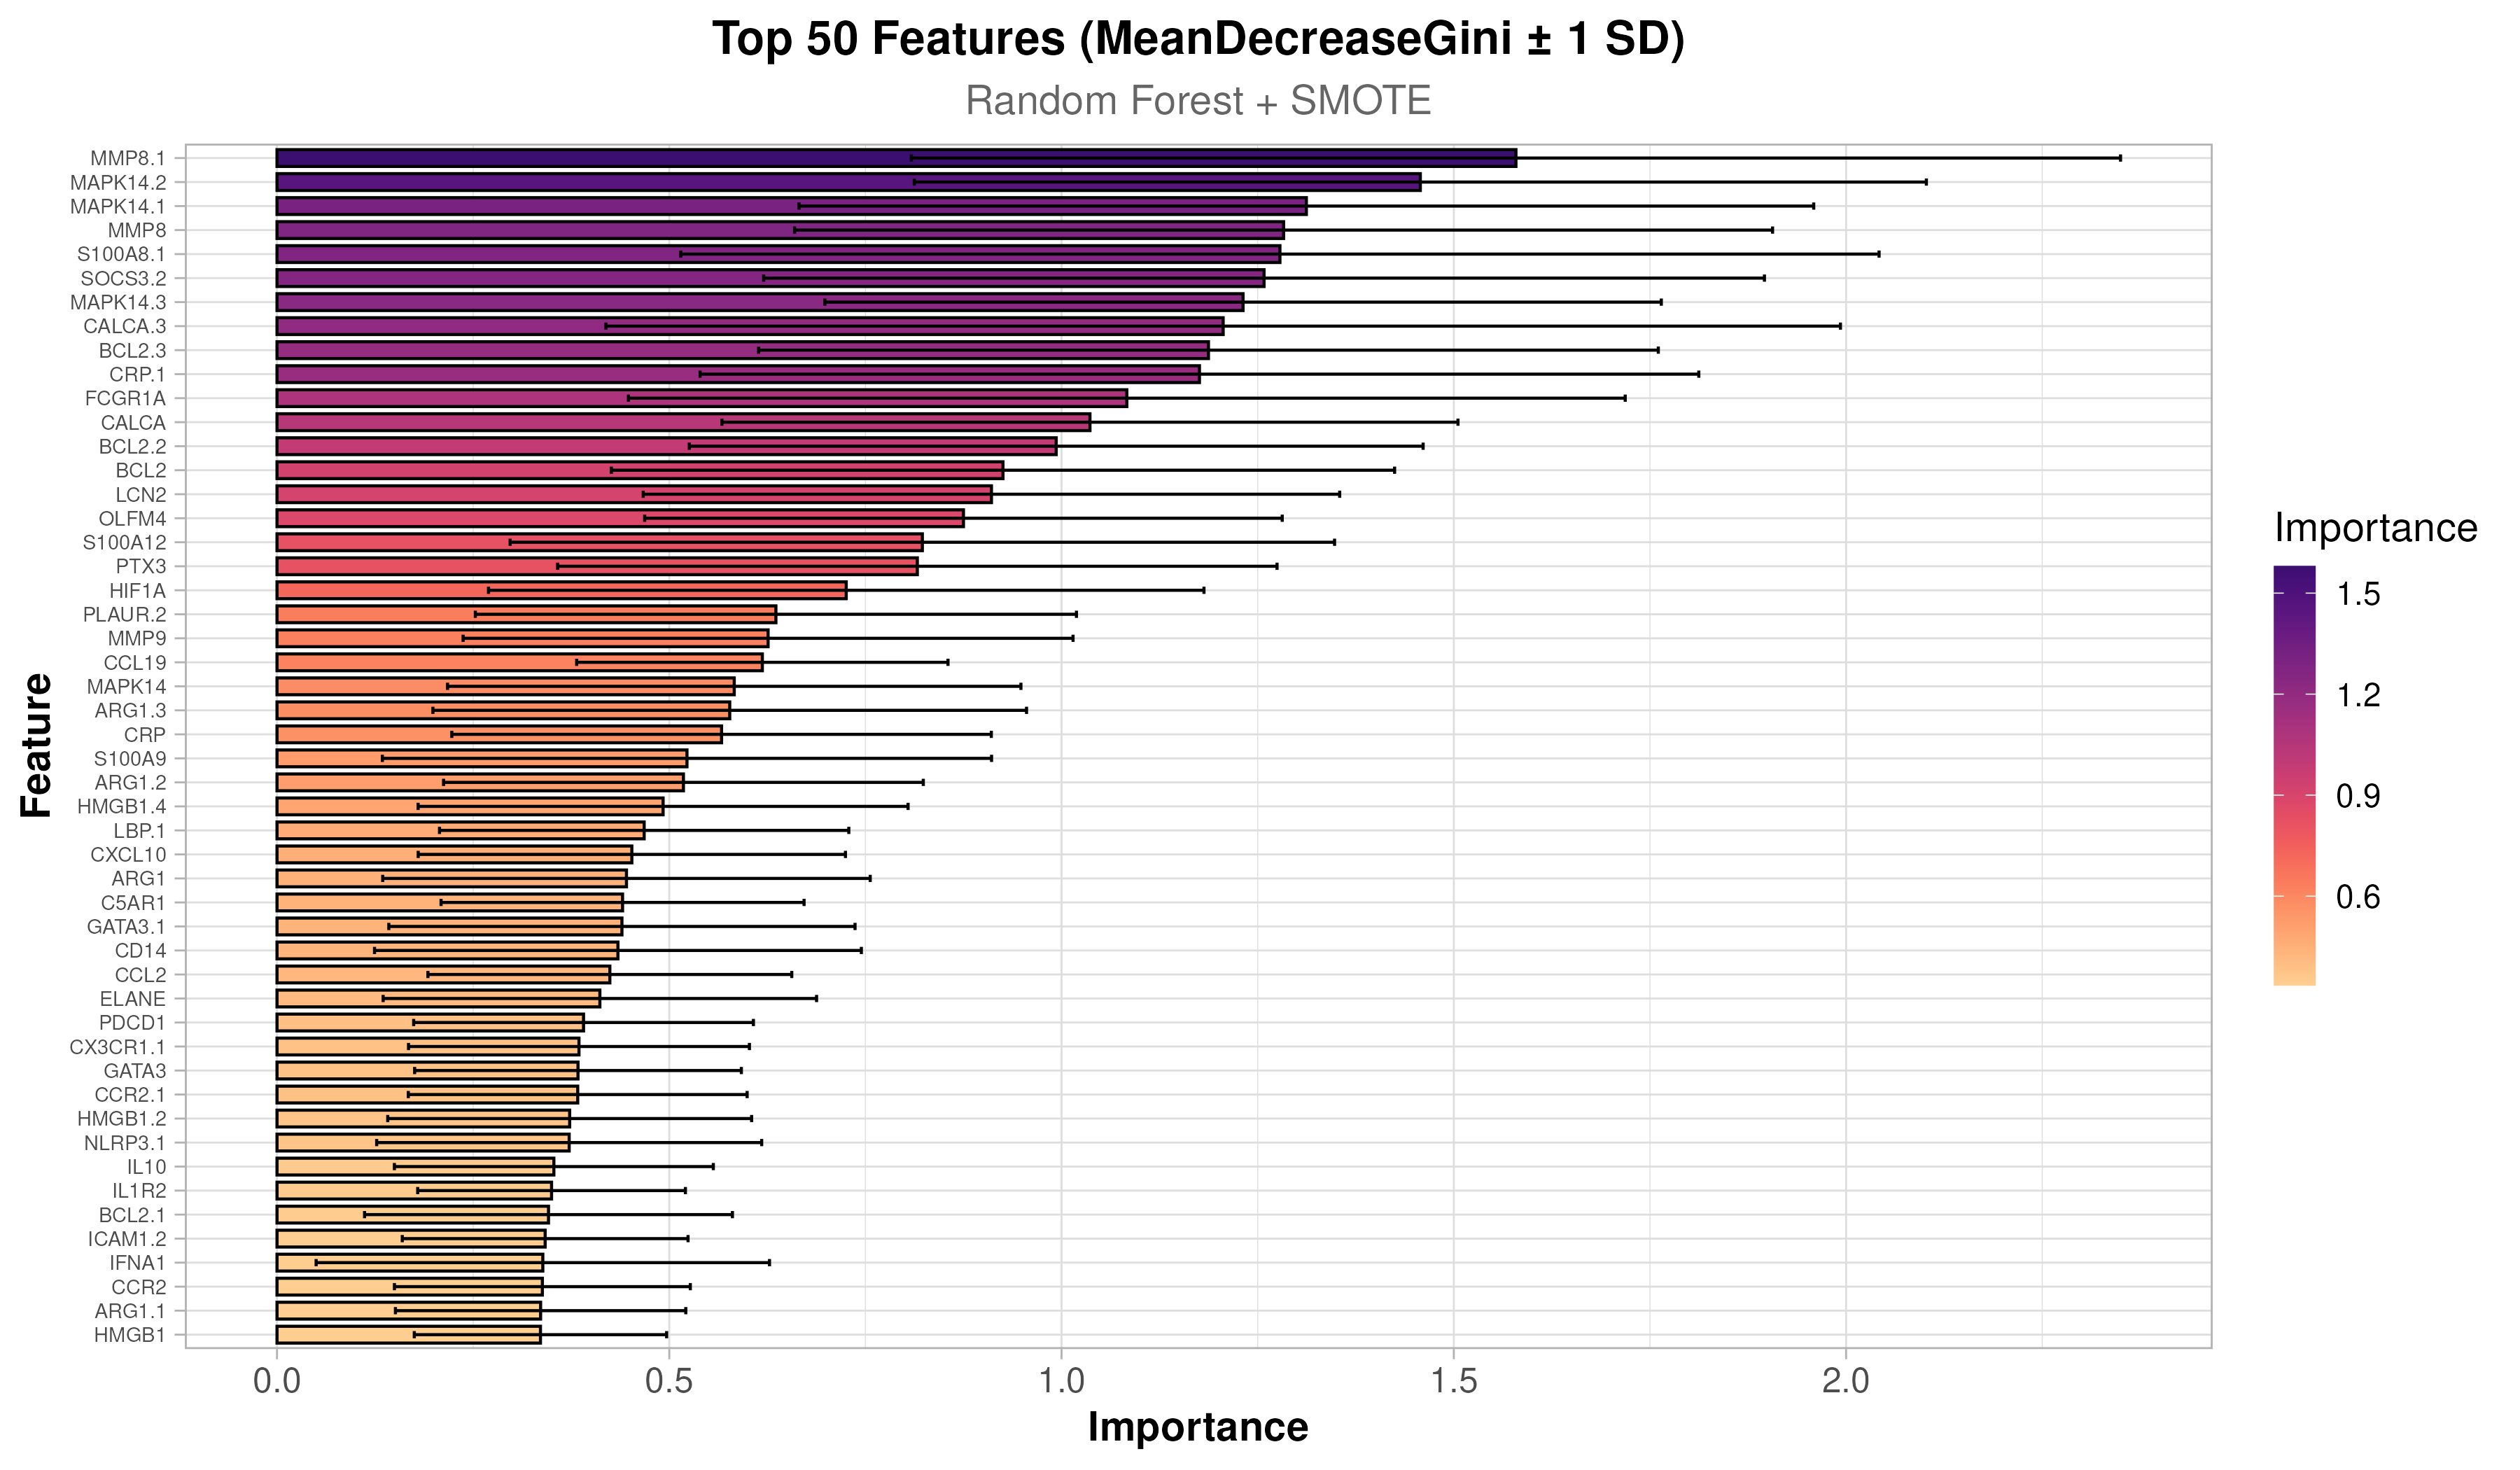 Top 50 Features (MeanDecreaseGini ± 1 SD)
Random Forest + SMOTE
Feature
MMP8.1
MAPK14.2
MAPK14.1
MMP8
S100A8.1
SOCS3.2
MAPK14.3
CALCA.3
BCL2.3
CRP.1
FCGR1A
CALCA
BCL2.2
BCL2
LCN2
OLFM4
S100A12
PTX3
HIF1A
PLAUR.2
MMP9
CCL19
MAPK14
ARG1.3
CRP
S100A9
ARG1.2
HMGB1.4
LBP.1
CXCL10
ARG1
C5AR1
GATA3.1
CD14
CCL2
ELANE
PDCD1
CX3CR1.1
GATA3
CCR2.1
HMGB1.2
NLRP3.1
IL10
IL1R2
BCL2.1
ICAM1.2
IFNA1
CCR2
ARG1.1
HMGB1
0.0 0.5 1.0 1.5 2.0
Importance
Importance
1.5
1.2
0.9
0.6